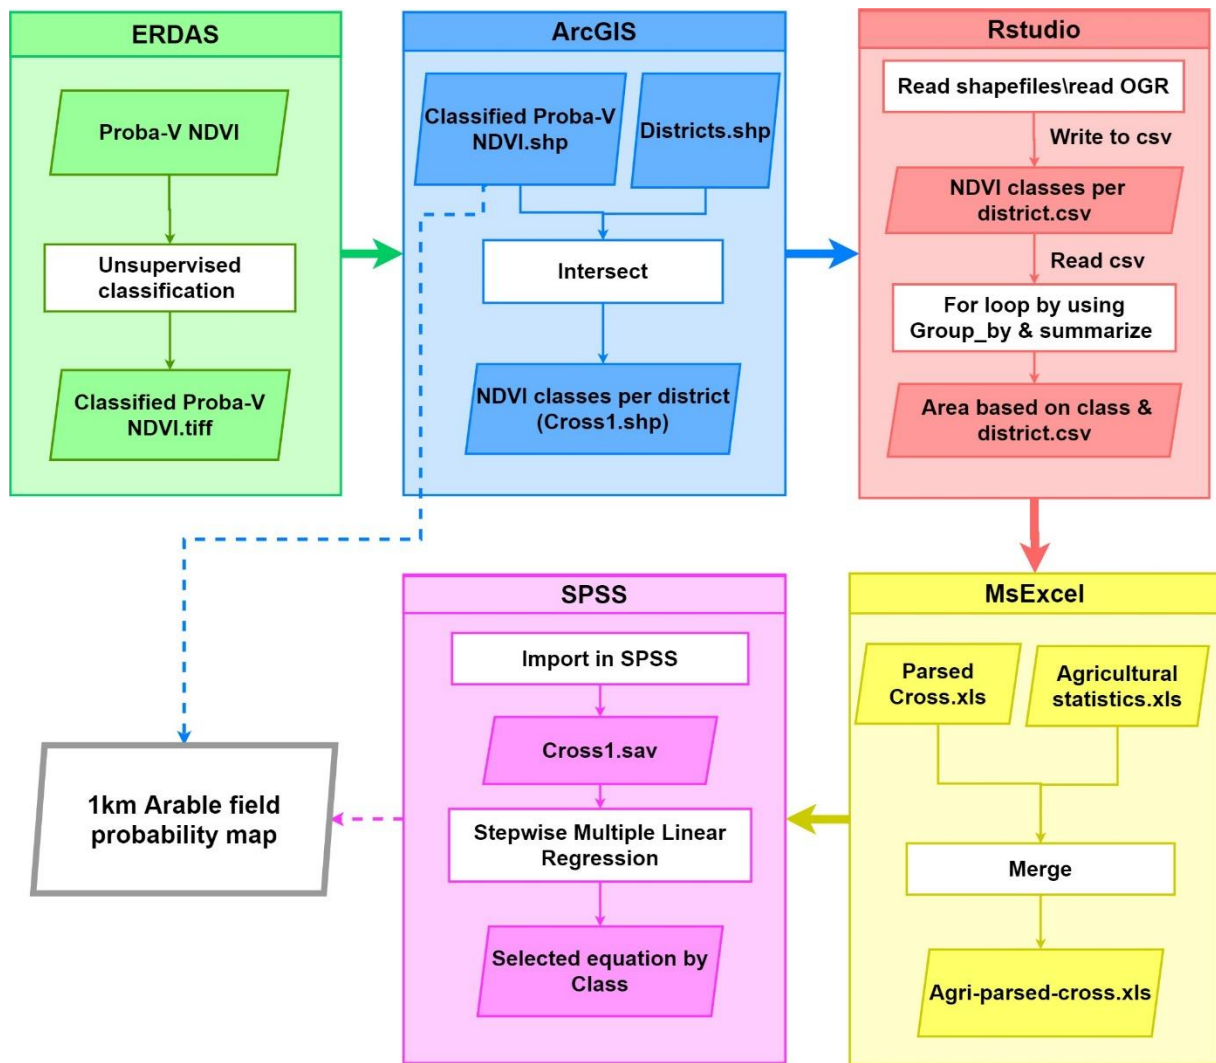 ERDAS
Proba-V NDVI
Unsupervised
classification
Classified Proba-V
NDVI.tiff
ArcGIS
Classified Proba-V
NDVI.shp
Districts.shp
Intersect
NDVI classes per district
(Cross1.shp)
Rstudio
Read shapefiles\read OGR
Write to csv
NDVI classes per
district.csv
Read csv
For loop by using
Group_by & summarize
Area based on class &
district.csv
MsExcel
Parsed
Cross.xls
Agricultural
statistics.xls
Merge
Agri-parsed-cross.xls
SPSS
Import in SPSS
Cross1.sav
Stepwise Multiple Linear
Regression
Selected equation by
Class
1km Arable field
probability map